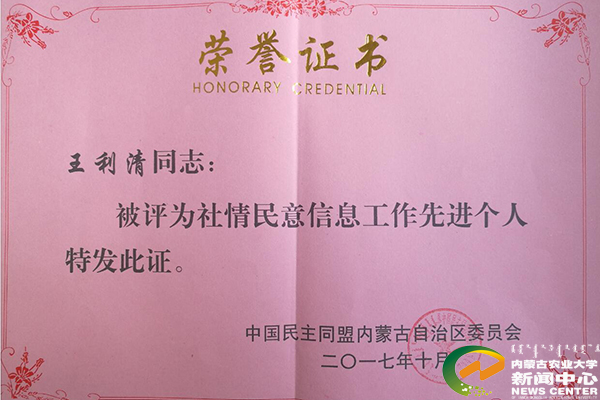 荣誉证书
HONORARY CREDENTIAL
王利清同志：
被评为社情民意信息工作先进个人
特发此证。
中国民主同盟内蒙古自治区委员会
二〇一七年十月
内蒙古农业大学
新闻中心
NEWS CENTER